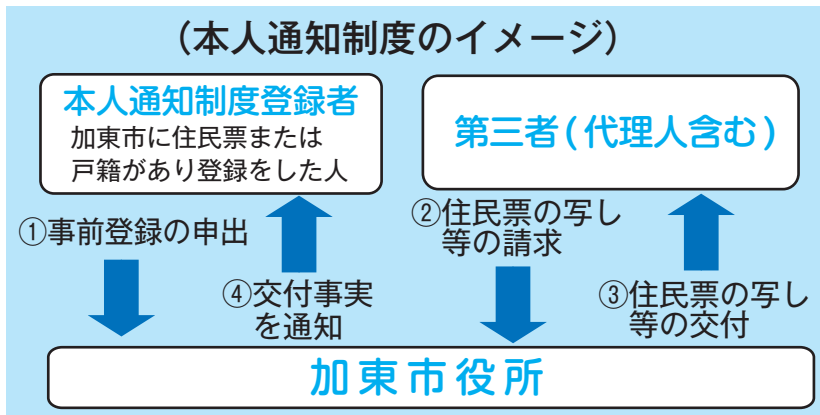 (本人通知制度のイメージ)
本人通知制度登録者
加東市に住民票または
戸籍があり登録をした人
第三者(代理人含む)
①事前登録の申出
④交付事実
を通知
②住民票の写し
等の請求
③住民票の写し
等の交付
加東市役所